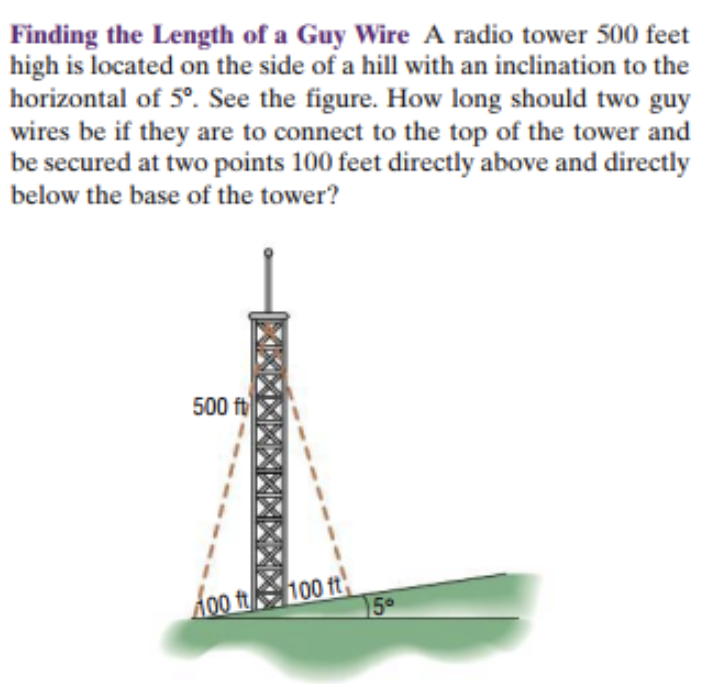 Finding the Length of a Guy Wire A radio tower 500 feet
high is located on the side of a hill with an inclination to the
horizontal of 5°. See the figure. How long should two guy
wires be if they are to connect to the top of the tower and
be secured at two points 100 feet directly above and directly
below the base of the tower?
500 ft
100 ft
100 ft
5°